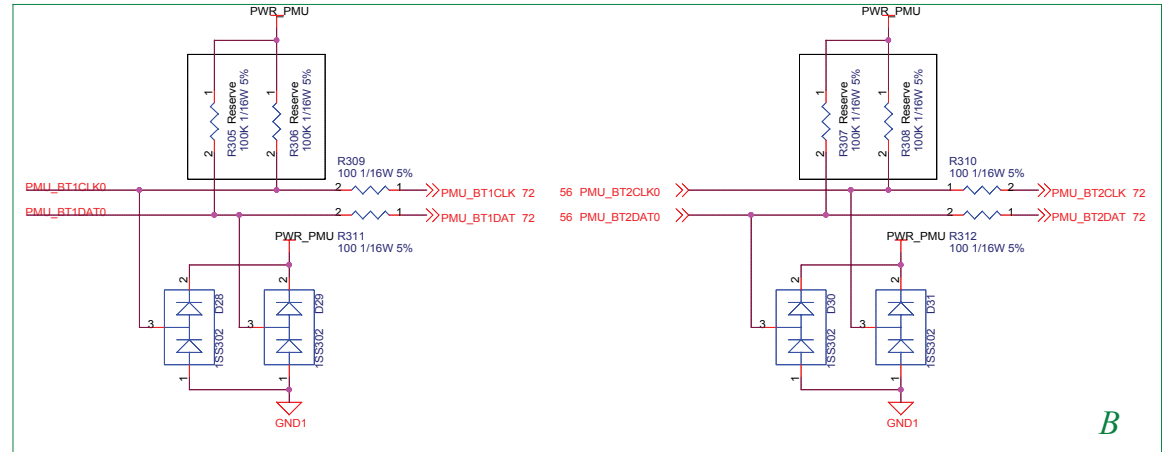 PWR_PMU
1
1
R305 Reserve
100K 1/16W 5%
R306 Reserve
100K 1/16W 5%
2
2
R309
100 1/16W 5%
PMU_BT1CLK0
2
1
PMU_BT1CLK 72
PMU_BT1DAT0
2
1
PMU_BT1DAT 72
PWR_PMU
R311
100 1/16W 5%
2
2
D28
D29
3
3
1SS302
1SS302
1
1
GND1
PWR_PMU
1
1
R307 Reserve
100K 1/16W 5%
R308 Reserve
100K 1/16W 5%
2
2
R310
100 1/16W 5%
56 PMU_BT2CLK0
1
2
PMU_BT2CLK 72
56 PMU_BT2DAT0
2
1
PMU_BT2DAT 72
PWR_PMU
R312
100 1/16W 5%
2
2
D30
D31
3
3
1SS302
1SS302
1
1
GND1
B